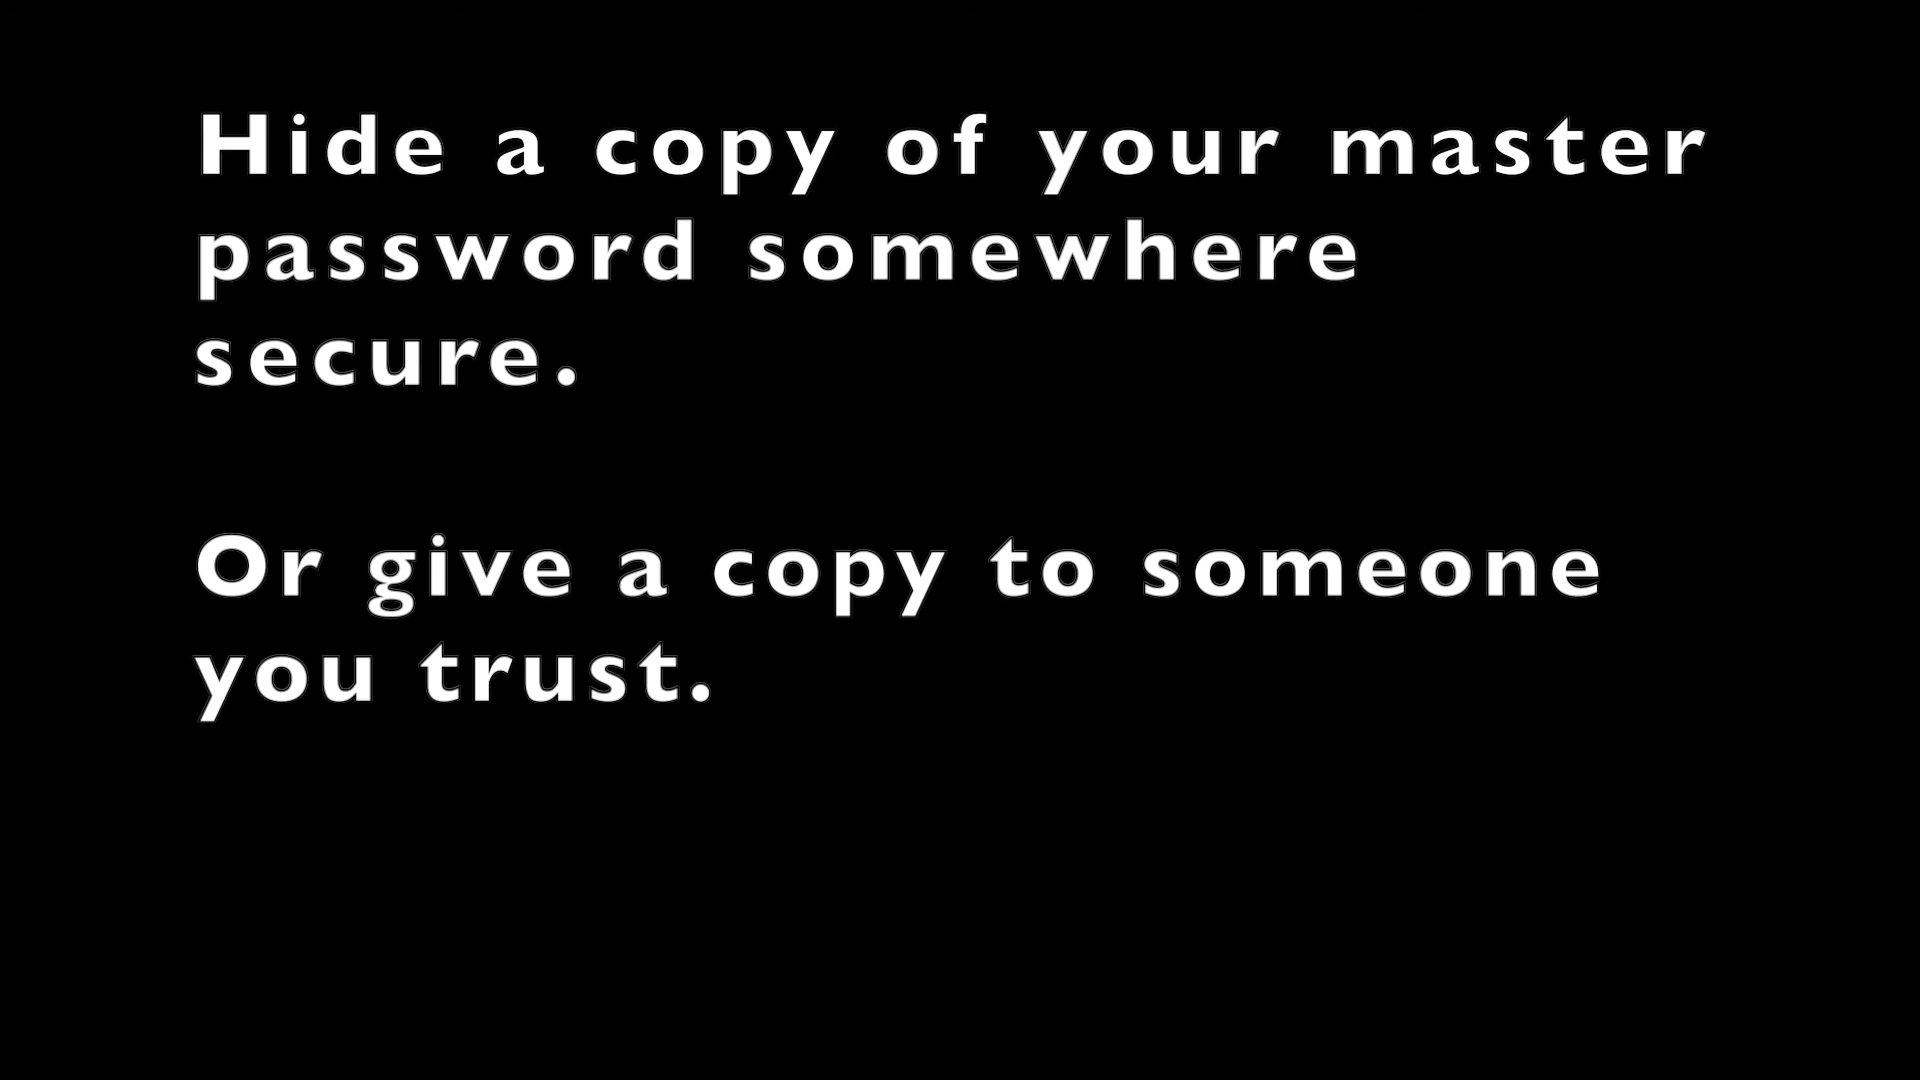 Hide a copy of your master
password somewhere
secure.
Or give a copy to someone
you trust.